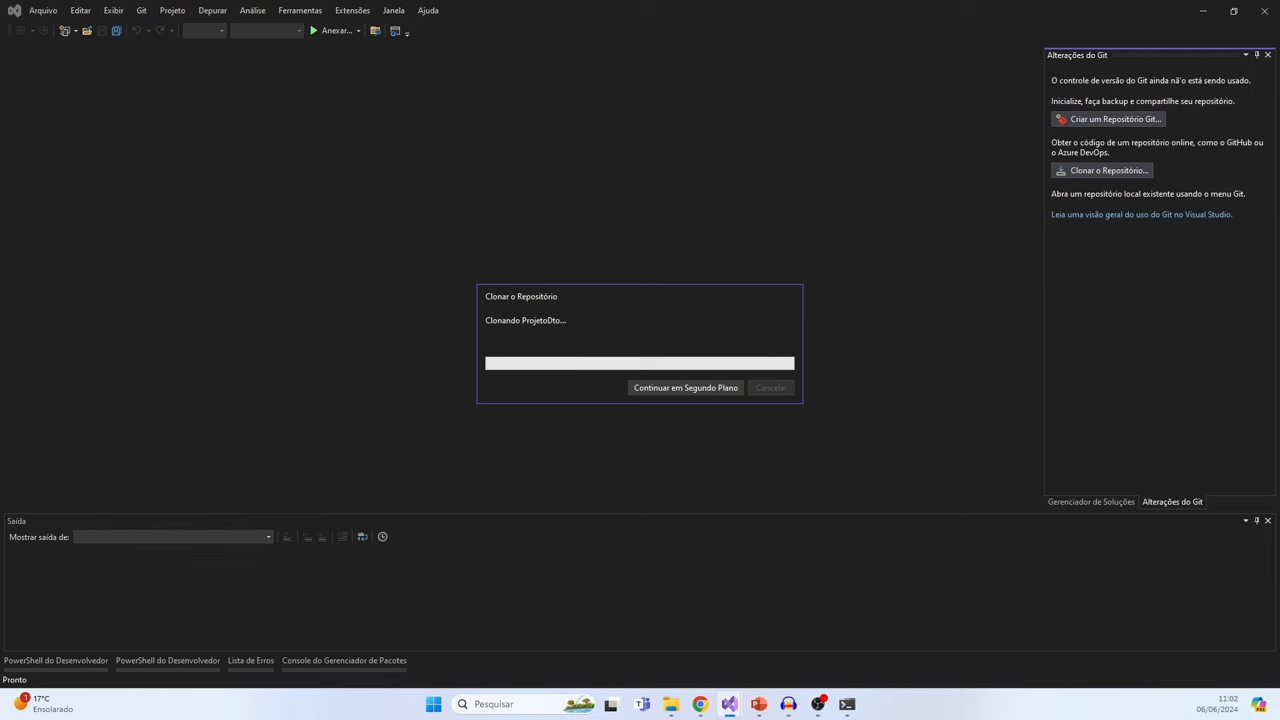 Arquivo Editar Exibir Git Projeto Depurar Análise Ferramentas Extensões Janela Ajuda
Anexar...
Alterações do Git
O controle de versão do Git ainda nã'o está sendo usado.
Inicialize, faça backup e compartilhe seu repositório.
Criar um Repositório Git...
Obter o código de um repositório online, como o GitHub ou
o Azure DevOps.
Clonar o Repositório...
Abra um repositório local existente usando o menu Git.
Leia uma visão geral do uso do Git no Visual Studio.
Clonar o Repositório
Clonando ProjetoDto...
Continuar em Segundo Plano Cancelar
Gerenciador de Soluções Alterações do Git
Saída
Mostrar saída de:
PowerShell do Desenvolvedor PowerShell do Desenvolvedor Lista de Erros Console do Gerenciador de Pacotes
Pronto
1
17°C
Ensolarado
Pesquisar
11:02
06/06/2024